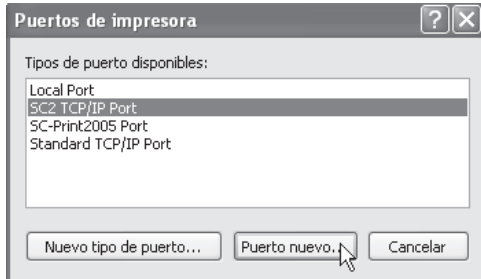 Puertos de impresora
Tipos de puerto disponibles:
Local Port
SC2 TCP/IP Port
SC-Print2005 Port
Standard TCP/IP Port
Nuevo tipo de puerto... Puerto nuevo... Cancelar